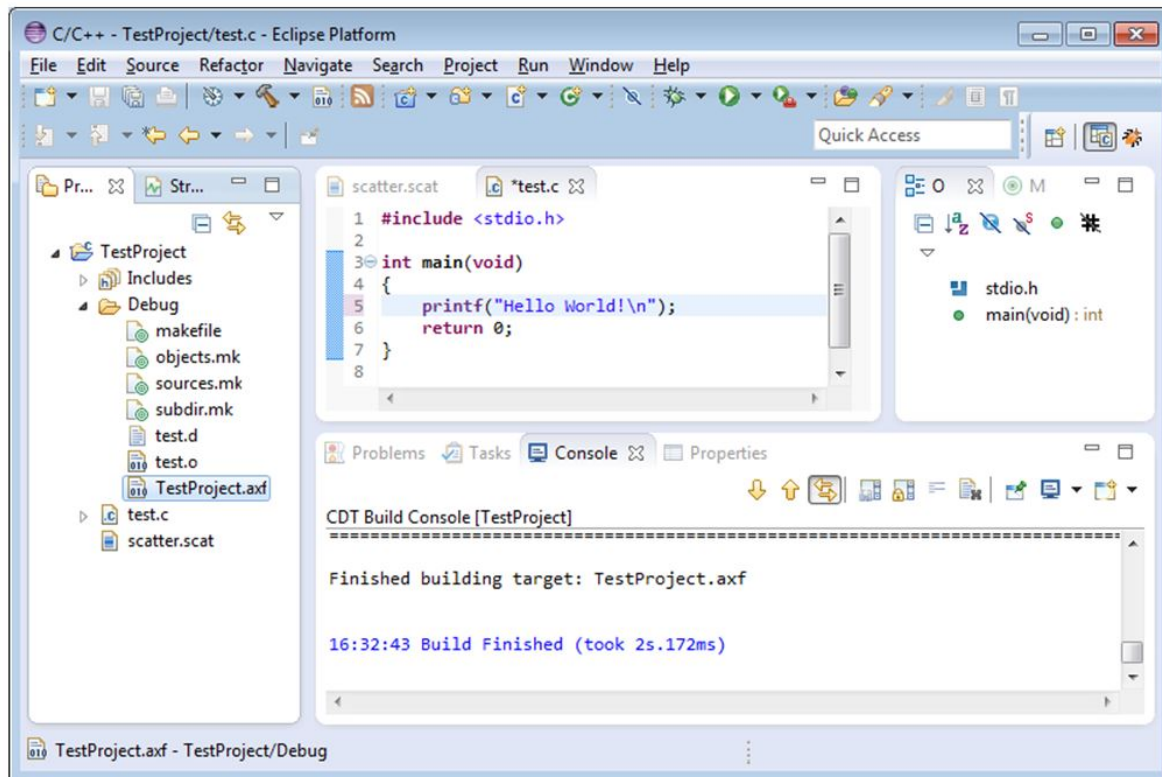 C/C++ - TestProject/test.c - Eclipse Platform
File Edit Source Refactor Navigate Search Project Run Window Help
Quick Access
Pr... Str...
TestProject
Includes
Debug
makefile
objects.mk
sources.mk
subdir.mk
test.d
test.o
TestProject.axf
test.c
scatter.scat
scatter.scat *test.c
1 #include <stdio.h>
2
3 int main(void)
4 {
5     printf("Hello World!\n");
6     return 0;
7 }
8
O M
stdio.h
main(void) : int
Problems Tasks Console Properties
CDT Build Console [TestProject]
================================================================================
Finished building target: TestProject.axf
16:32:43 Build Finished (took 2s.172ms)
TestProject.axf - TestProject/Debug